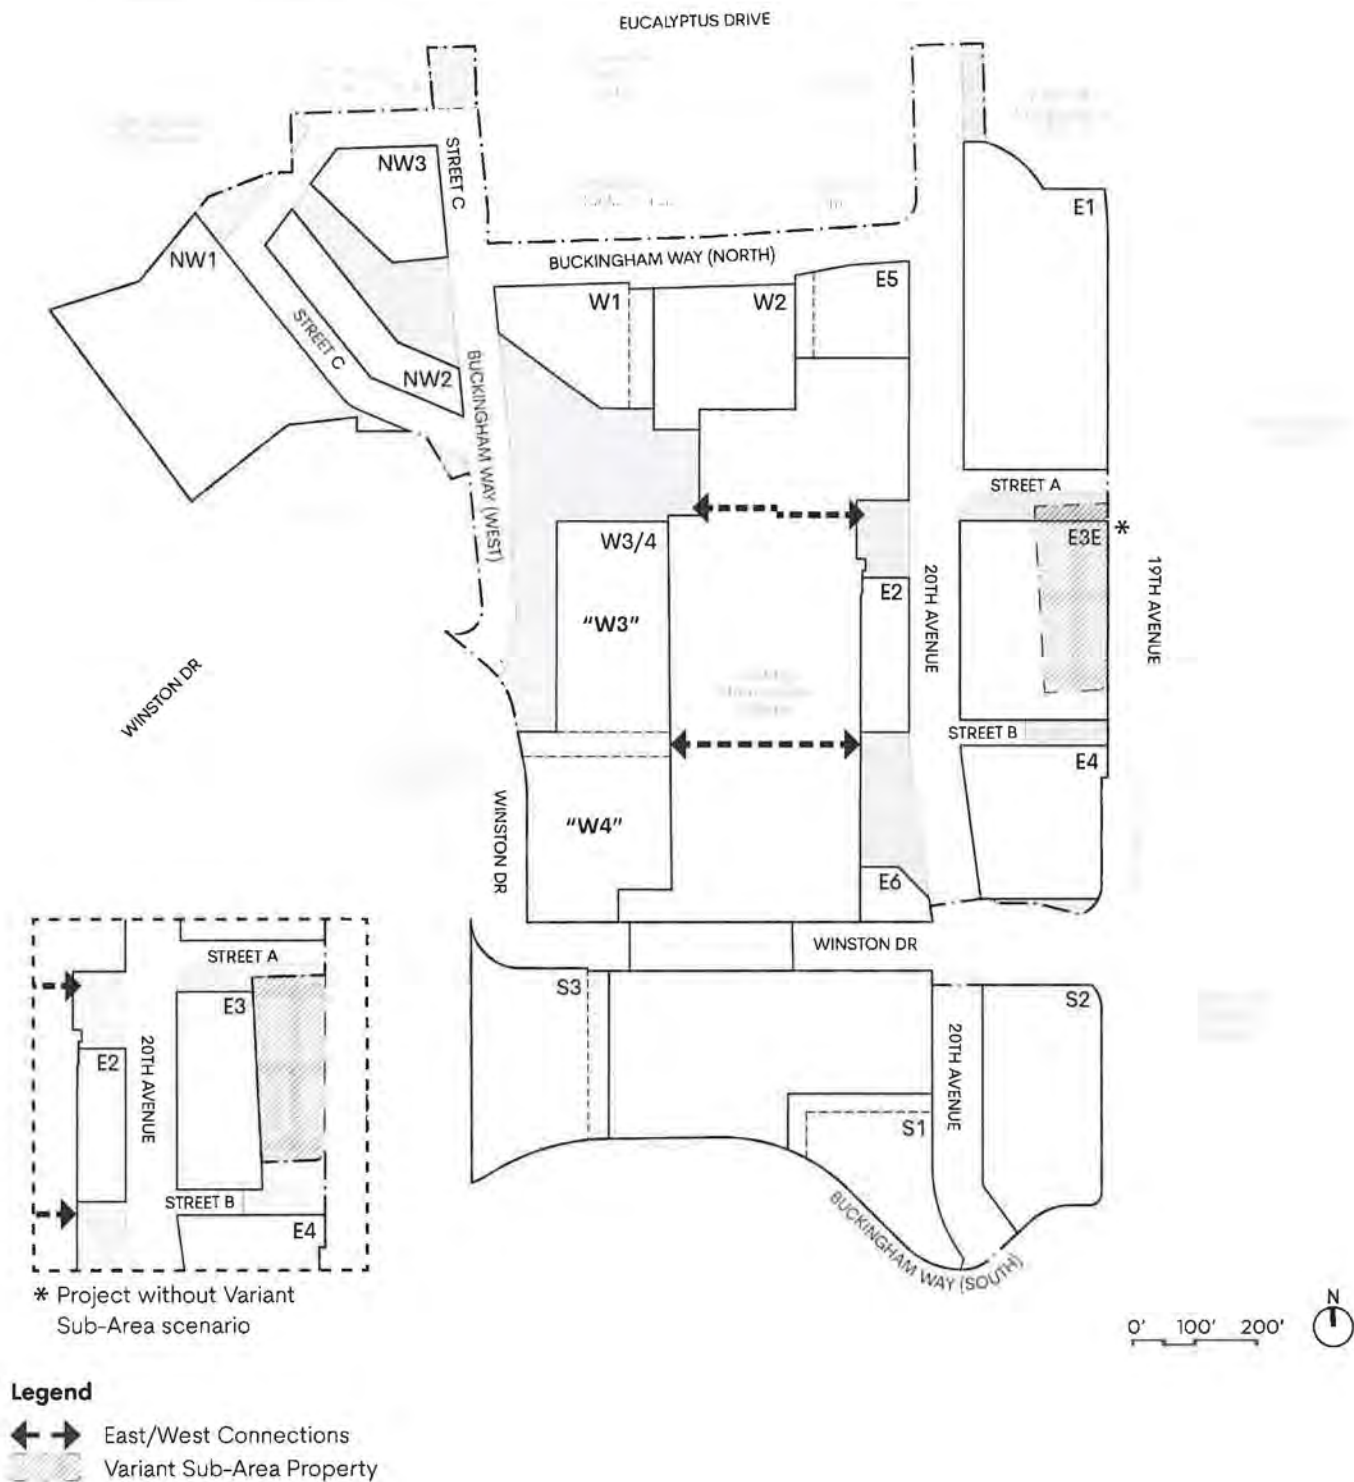 EUCALYPTUS DRIVE
NW3
STREET C
E1
NW1
BUCKINGHAM WAY (NORTH)
E5
W1
W2
STREET C
NW2
BUCKINGHAM WAY (WEST)
STREET A
W3/4
E3E
*
"W3"
E2
20TH AVENUE
19TH AVENUE
WINSTON DR
STREET B
E4
WINSTON DR
"W4"
E6
WINSTON DR
STREET A
S3
S2
E3
E2
20TH AVENUE
20TH AVENUE
S1
STREET B
E4
BUCKINGHAM WAY (SOUTH)
* Project without Variant
Sub-Area scenario
N
0' 100' 200'
Legend
East/West Connections
Variant Sub-Area Property